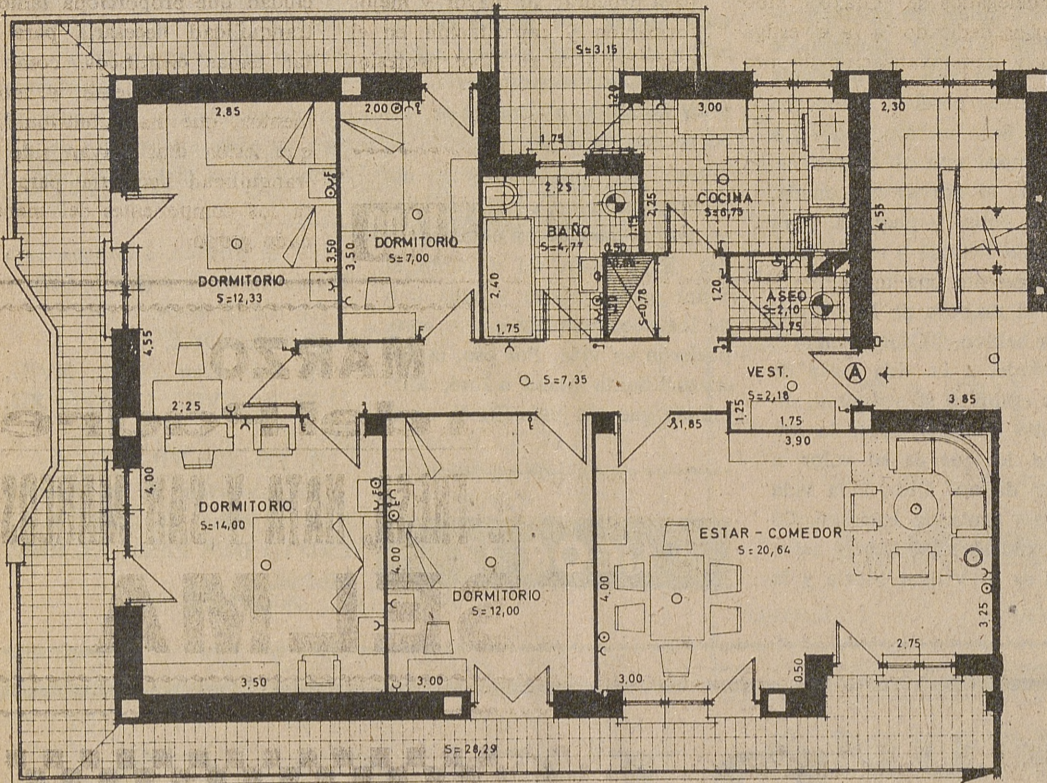 S=3.15
2.85
2.00
3,00
2,30
1.20
1.75
2,25
COCINA
S=6,75
2,25
1.15
BAÑO
S=4,77
0.50
4,55
3,50
3,50
DORMITORIO
S=7,00
DORMITORIO
S=12,33
2,40
1,75
S=0,78
1,20
ASEO
S=2,10
1.75
4,55
2,25
S=7,35
VEST.
S=2,18
A
1,25
1,75
3,85
1,85
3,90
4,00
DORMITORIO
S=14,00
ESTAR - COMEDOR
S=20,64
4,00
DORMITORIO
S=12,00
4,00
3,25
2,75
0,50
3,50
3,00
3,00
S=28,29
MARZO